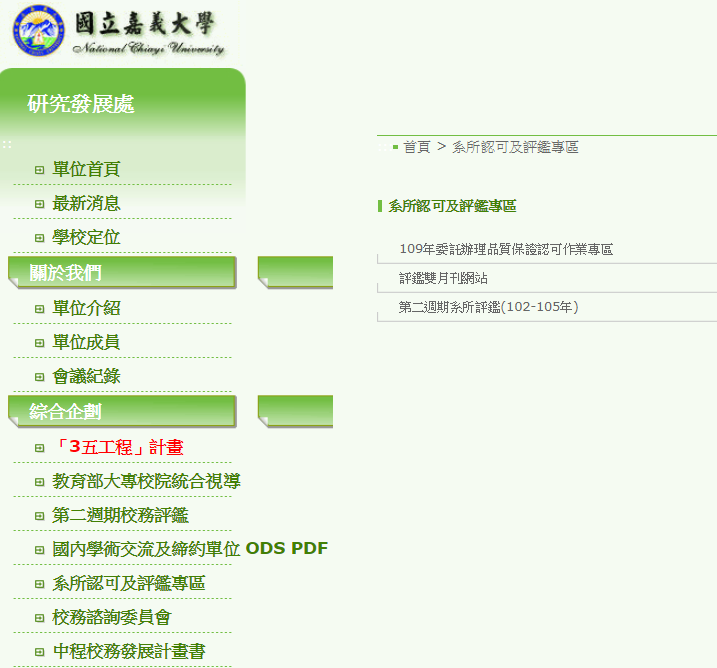 國立嘉義大學
National Chiayi University
研究發展處
:::
單位首頁
最新消息
學校定位
關於我們
單位介紹
單位成員
會議紀錄
綜合企劃
「3五工程」計畫
教育部大專校院統合視導
第二週期校務評鑑
國內學術交流及締約單位 ODS PDF
系所認可及評鑑專區
校務諮詢委員會
中程校務發展計畫書
首頁 > 系所認可及評鑑專區
系所認可及評鑑專區
109年委託辦理品質保證認可作業專區
評鑑雙月刊網站
第二週期系所評鑑(102-105年)